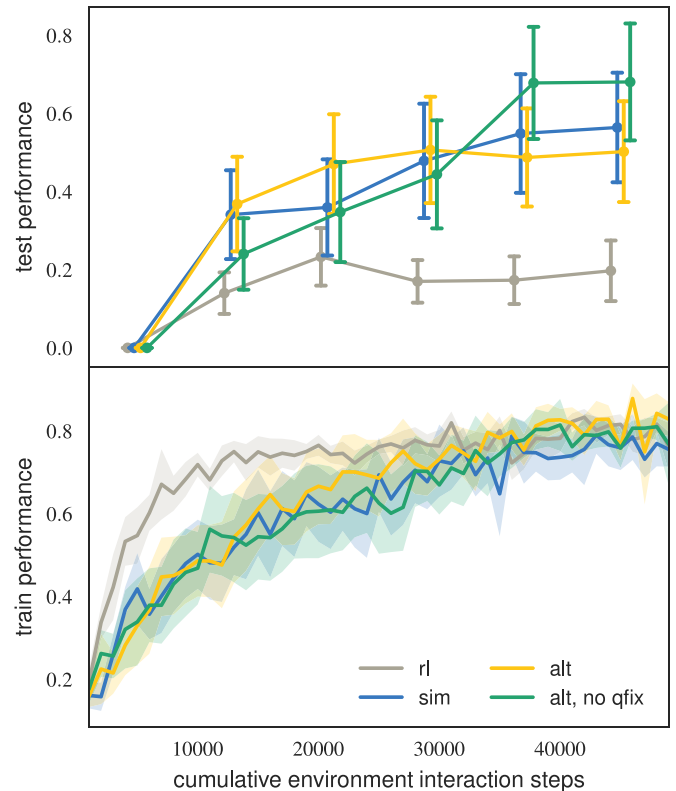 0.8
0.6
0.4
0.2
0.0
test performance
0.8
0.6
0.4
0.2
train performance
rl
alt
sim
alt, no qfix
10000 20000 30000 40000
cumulative environment interaction steps